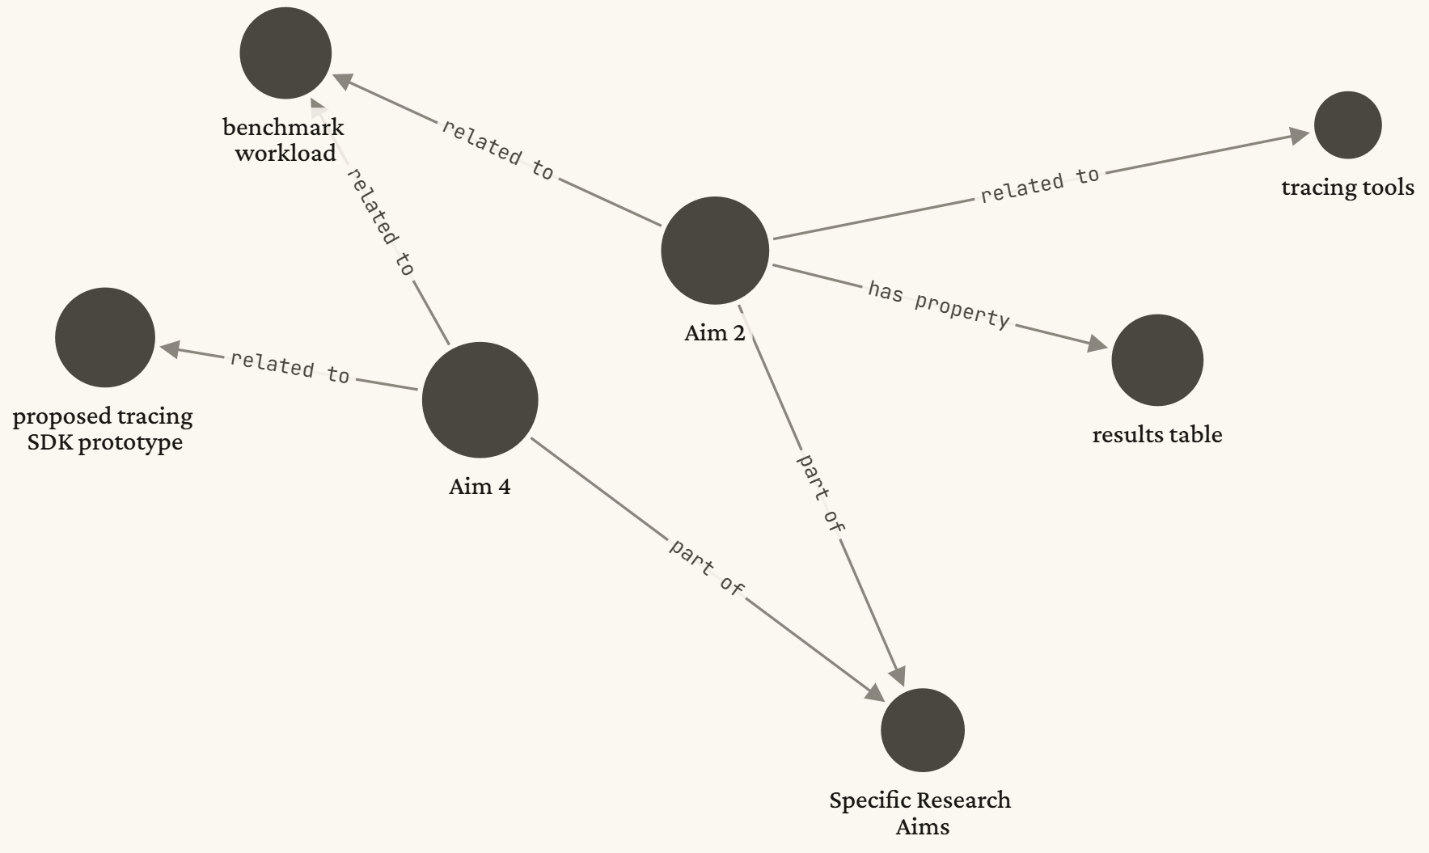 benchmark
workload
related to
related to
tracing tools
related to
has property
Aim 2
related to
proposed tracing
SDK prototype
results table
Aim 4
part of
part of
Specific Research
Aims